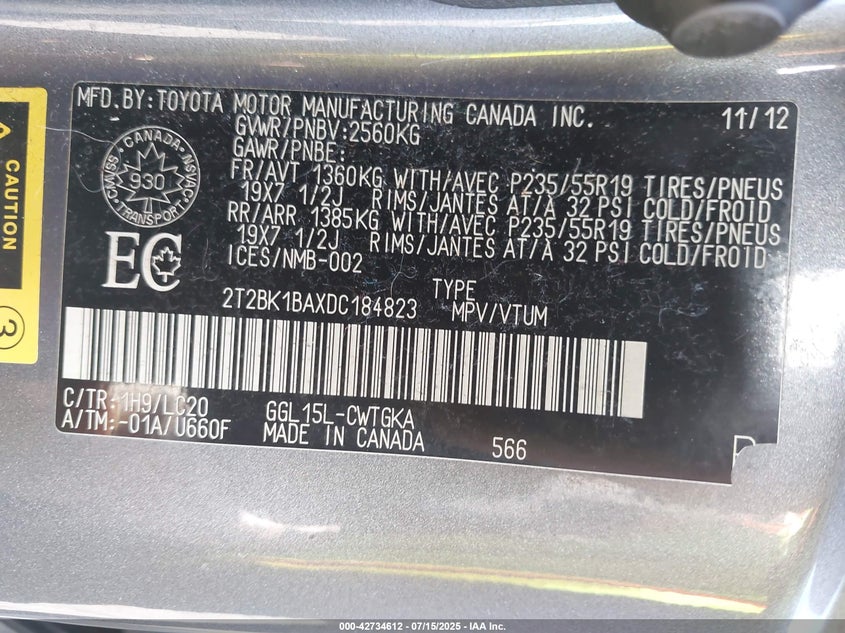 MFD.BY:TOYOTA MOTOR MANUFACTURING CANADA INC. 11/12
GVWR/PNBV:2560KG
GAWR/PNBE:
FR/AVT 1360KG WITH/AVEC P235/55R19 TIRES/PNEUS
19X7 1/2J RIMS/JANTES AT/À 32 PSI COLD/FROID
RR/ARR 1385KG WITH/AVEC P235/55R19 TIRES/PNEUS
19X7 1/2J RIMS/JANTES AT/À 32 PSI COLD/FROID
ICES/NMB-002
CANADA
CMVSS
NSVAC
930
TRANSPORT
EC
2T2BK1BAXDC184823
TYPE
MPV/VTUM
C/TR:-1H9/LC20
A/TM:-01A/U660F
GGL15L-CWTGKA
MADE IN CANADA
566
CAUTION
3
000-42734612 - 07/15/2025 - IAA Inc.